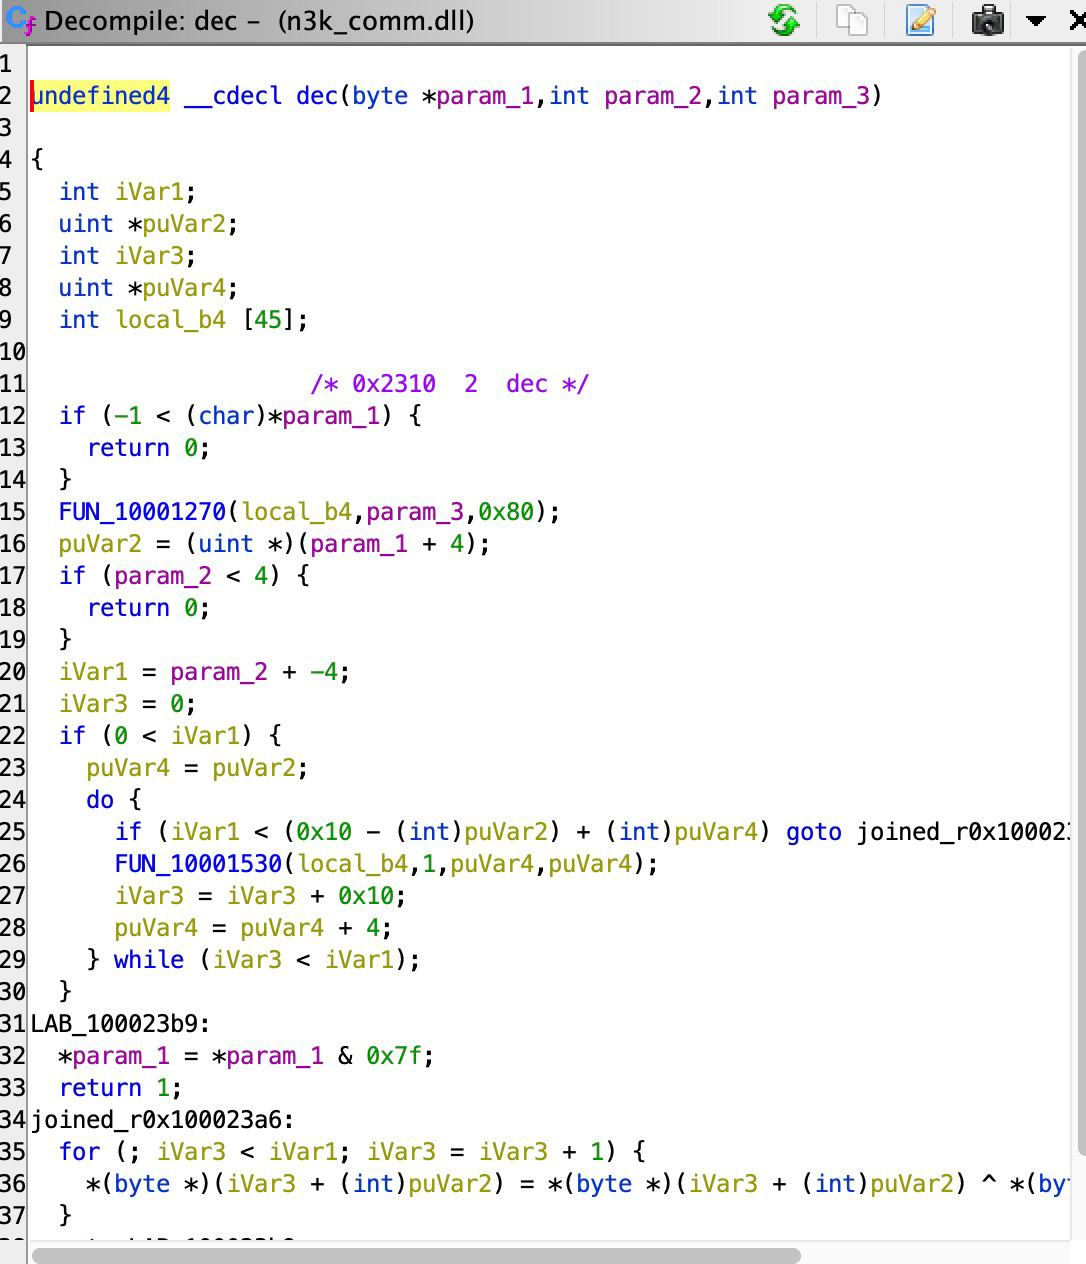 Decompile: dec – (n3k_comm.dll)
1
2 undefined4 __cdecl dec(byte *param_1,int param_2,int param_3)
3
4 {
5 int iVar1;
6 uint *puVar2;
7 int iVar3;
8 uint *puVar4;
9 int local_b4 [45];
10
11 /* 0x2310 2 dec */
12 if (-1 < (char)*param_1) {
13 return 0;
14 }
15 FUN_10001270(local_b4,param_3,0x80);
16 puVar2 = (uint *)(param_1 + 4);
17 if (param_2 < 4) {
18 return 0;
19 }
20 iVar1 = param_2 + -4;
21 iVar3 = 0;
22 if (0 < iVar1) {
23 puVar4 = puVar2;
24 do {
25 if (iVar1 < (0x10 - (int)puVar2) + (int)puVar4) goto joined_r0x10002
26 FUN_10001530(local_b4,1,puVar4,puVar4);
27 iVar3 = iVar3 + 0x10;
28 puVar4 = puVar4 + 4;
29 } while (iVar3 < iVar1);
30 }
31 LAB_100023b9:
32 *param_1 = *param_1 & 0x7f;
33 return 1;
34 joined_r0x100023a6:
35 for (; iVar3 < iVar1; iVar3 = iVar3 + 1) {
36 *(byte *)(iVar3 + (int)puVar2) = *(byte *)(iVar3 + (int)puVar2) ^ *(by
37 }